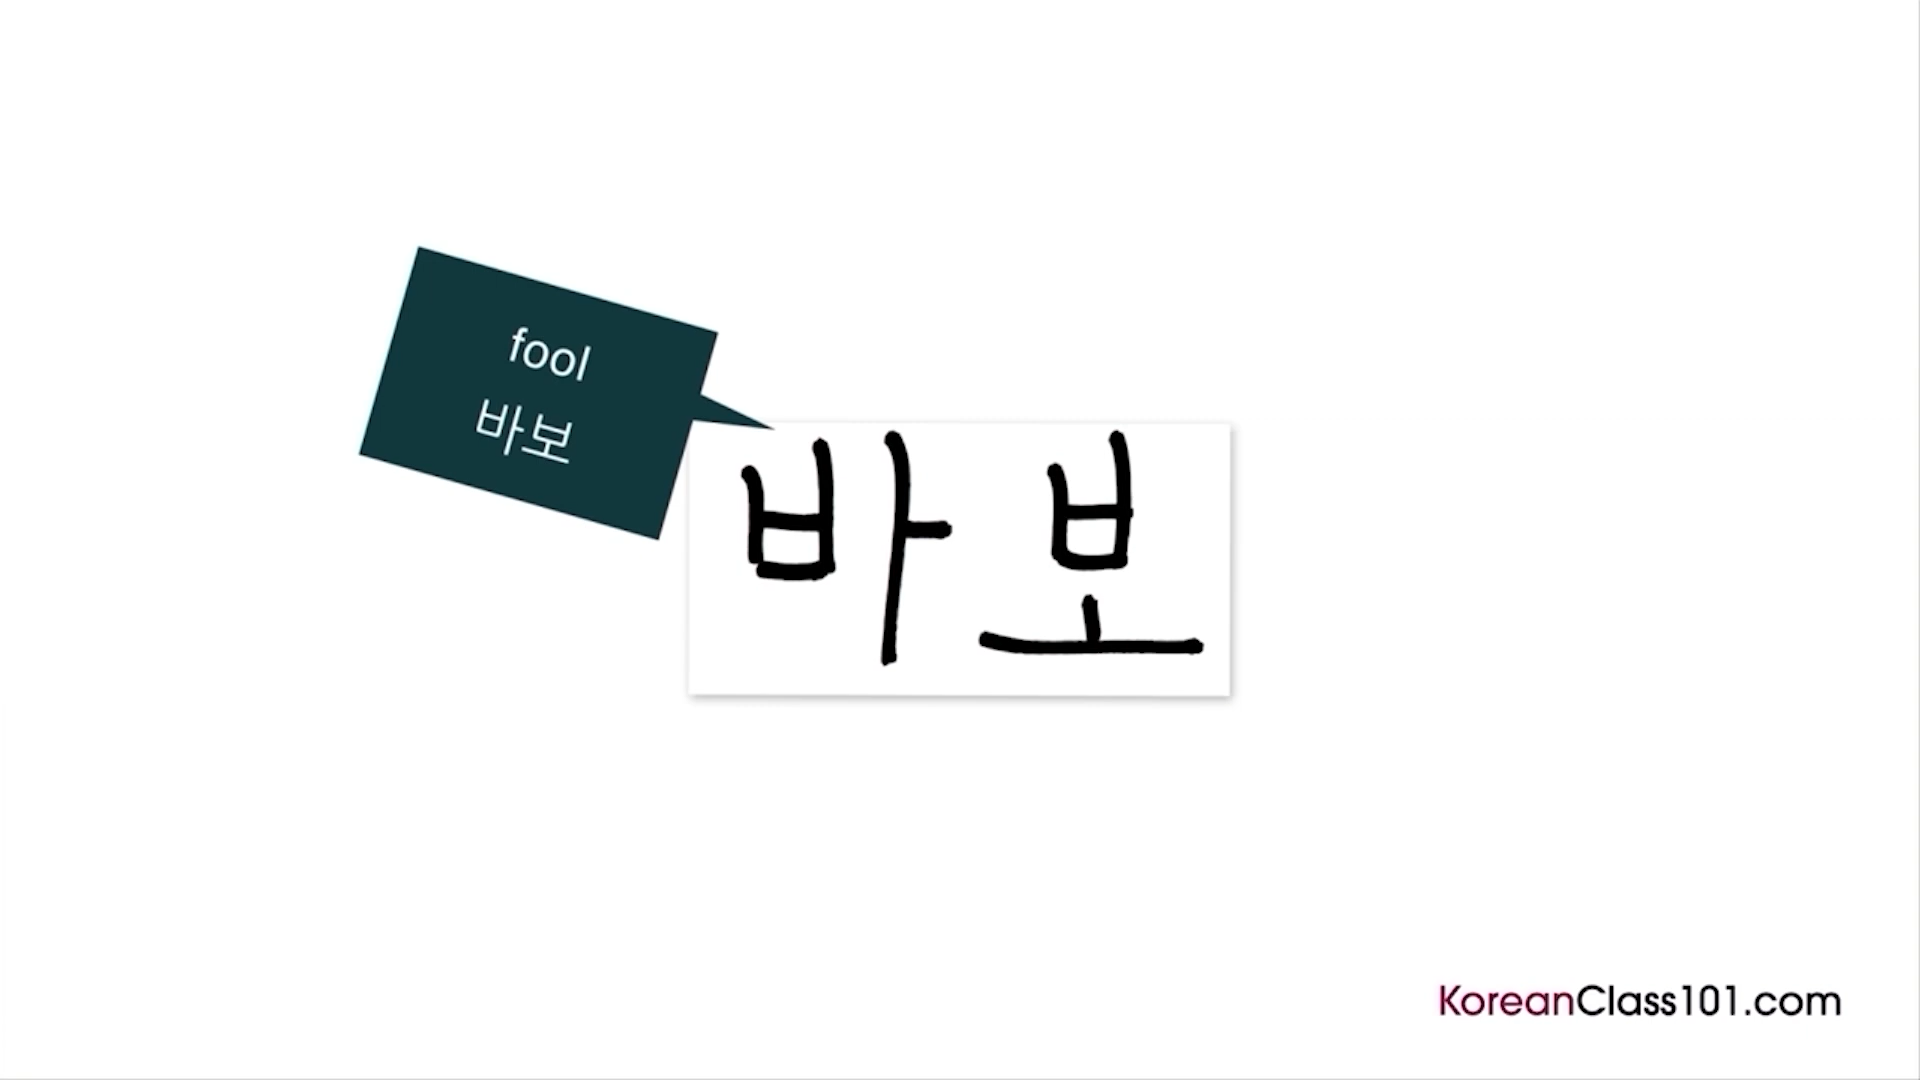 fool
바보
바보
KoreanClass101.com